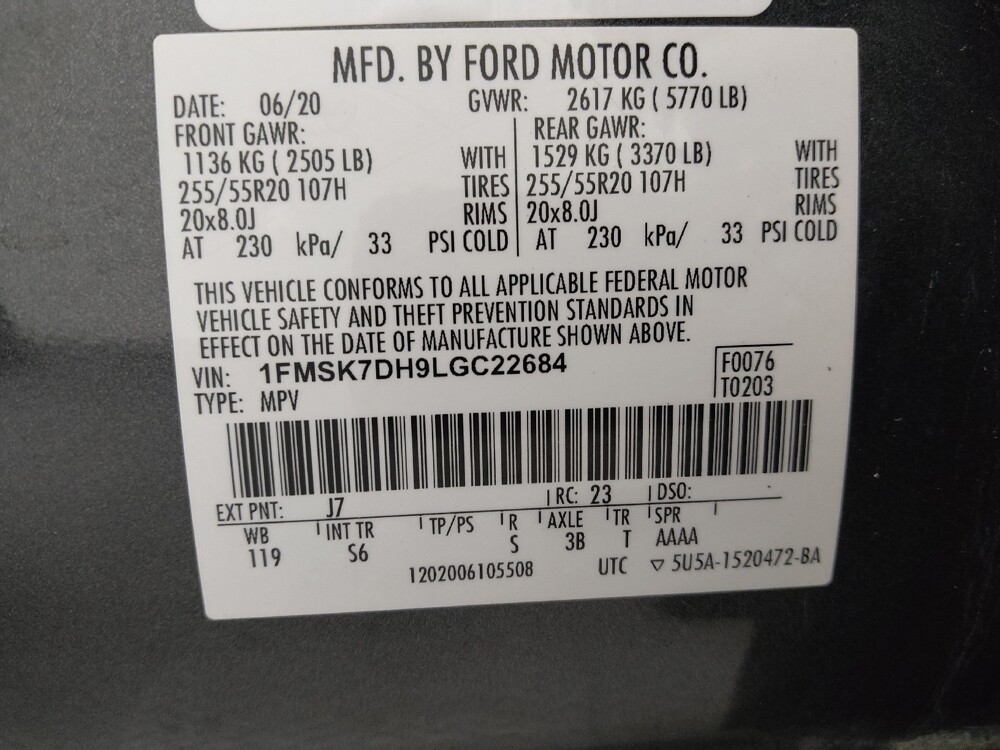 MFD. BY FORD MOTOR CO.
DATE: 06/20 GVWR: 2617 KG ( 5770 LB)
FRONT GAWR: REAR GAWR:
1136 KG ( 2505 LB) WITH 1529 KG ( 3370 LB) WITH
255/55R20 107H TIRES 255/55R20 107H TIRES
20x8.0J RIMS 20x8.0J RIMS
AT 230 kPa/ 33 PSI COLD AT 230 kPa/ 33 PSI COLD
THIS VEHICLE CONFORMS TO ALL APPLICABLE FEDERAL MOTOR
VEHICLE SAFETY AND THEFT PREVENTION STANDARDS IN
EFFECT ON THE DATE OF MANUFACTURE SHOWN ABOVE.
VIN: 1FMSK7DH9LGC22684 F0076
TYPE: MPV T0203
EXT PNT: J7 RC: 23 DSO:
WB INT TR TP/PS R AXLE TR SPR
119 S6 S 3B T AAAA
1202006105508 UTC ▽ 5U5A-1520472-BA